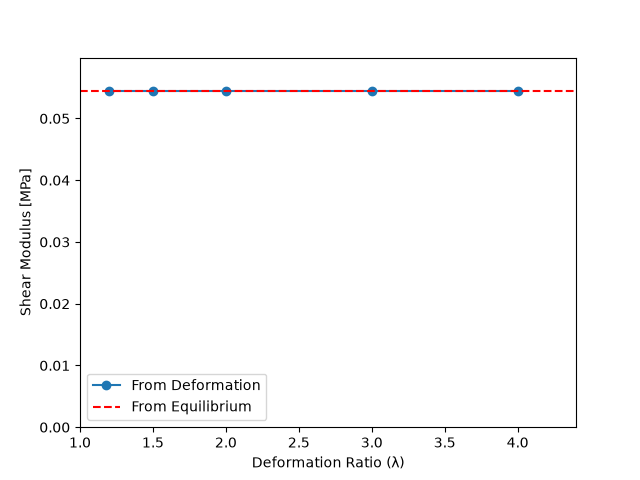 0.05
0.04
0.03
0.02
0.01
0.00
Shear Modulus [MPa]
From Deformation
From Equilibrium
1.0 1.5 2.0 2.5 3.0 3.5 4.0
Deformation Ratio (λ)